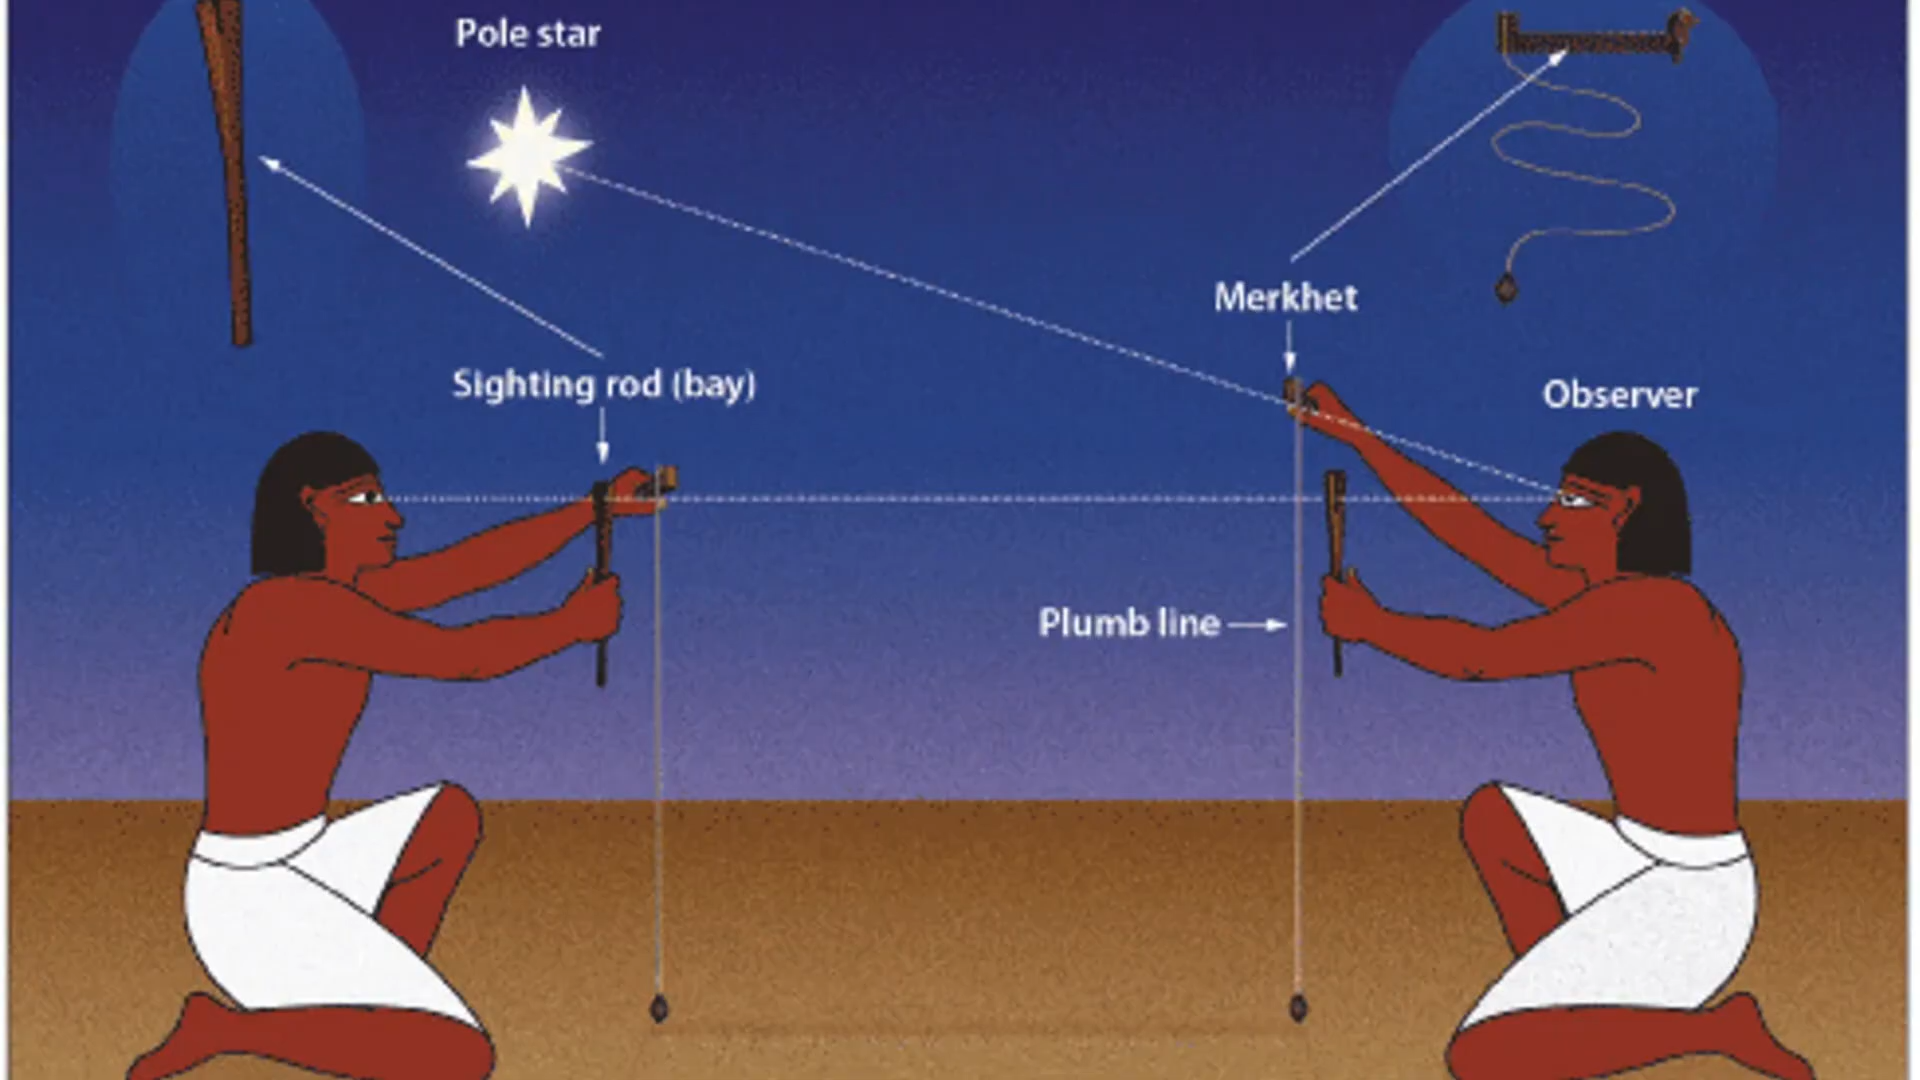 Pole star
Merkhet
Sighting rod (bay)
Observer
Plumb line